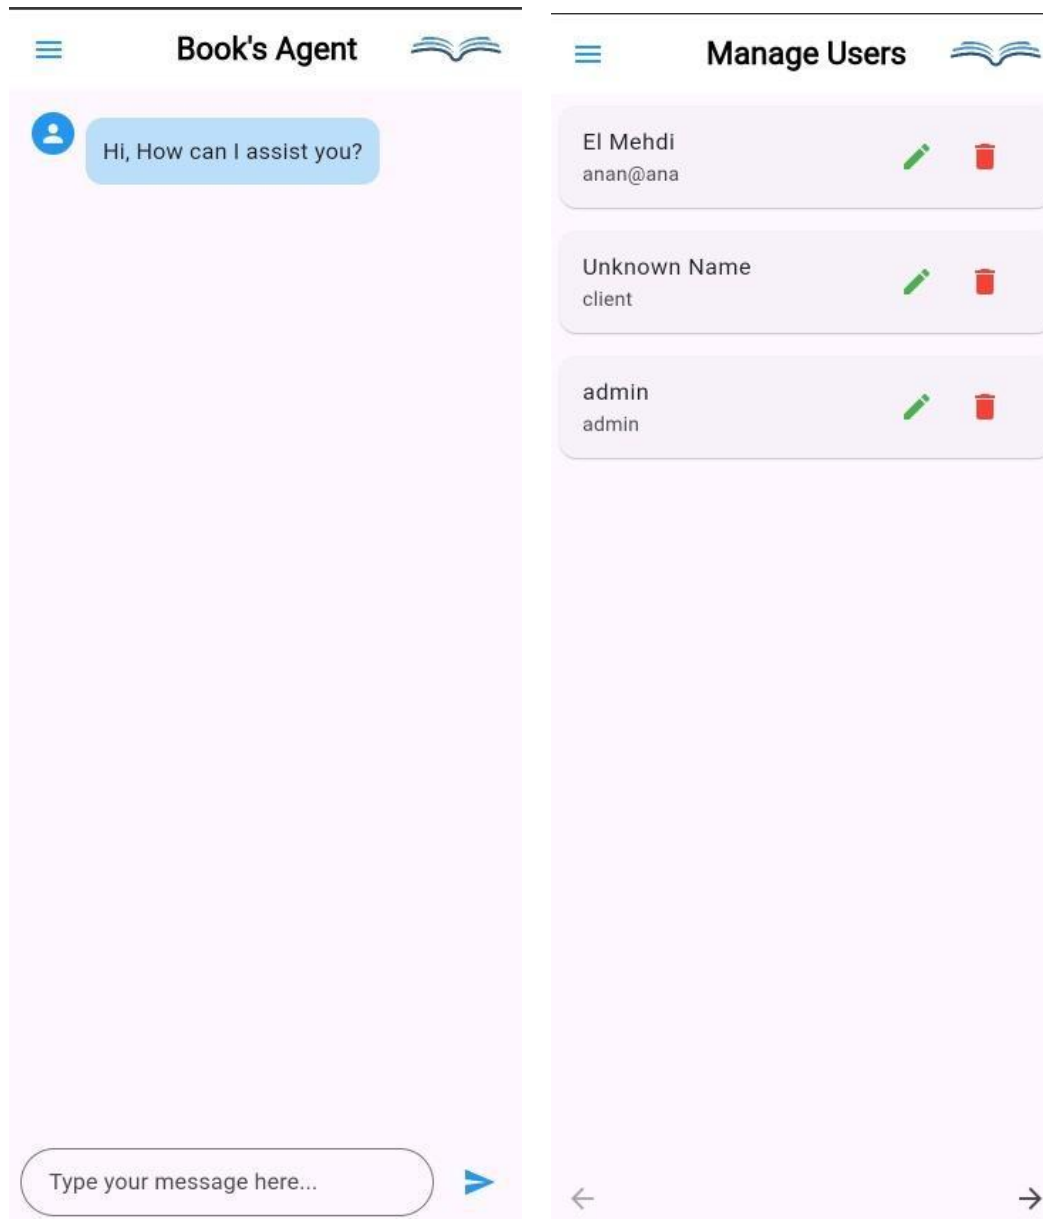 Book's Agent
Hi, How can I assist you?
Type your message here...
Manage Users
El Mehdi
anan@ana
Unknown Name
client
admin
admin